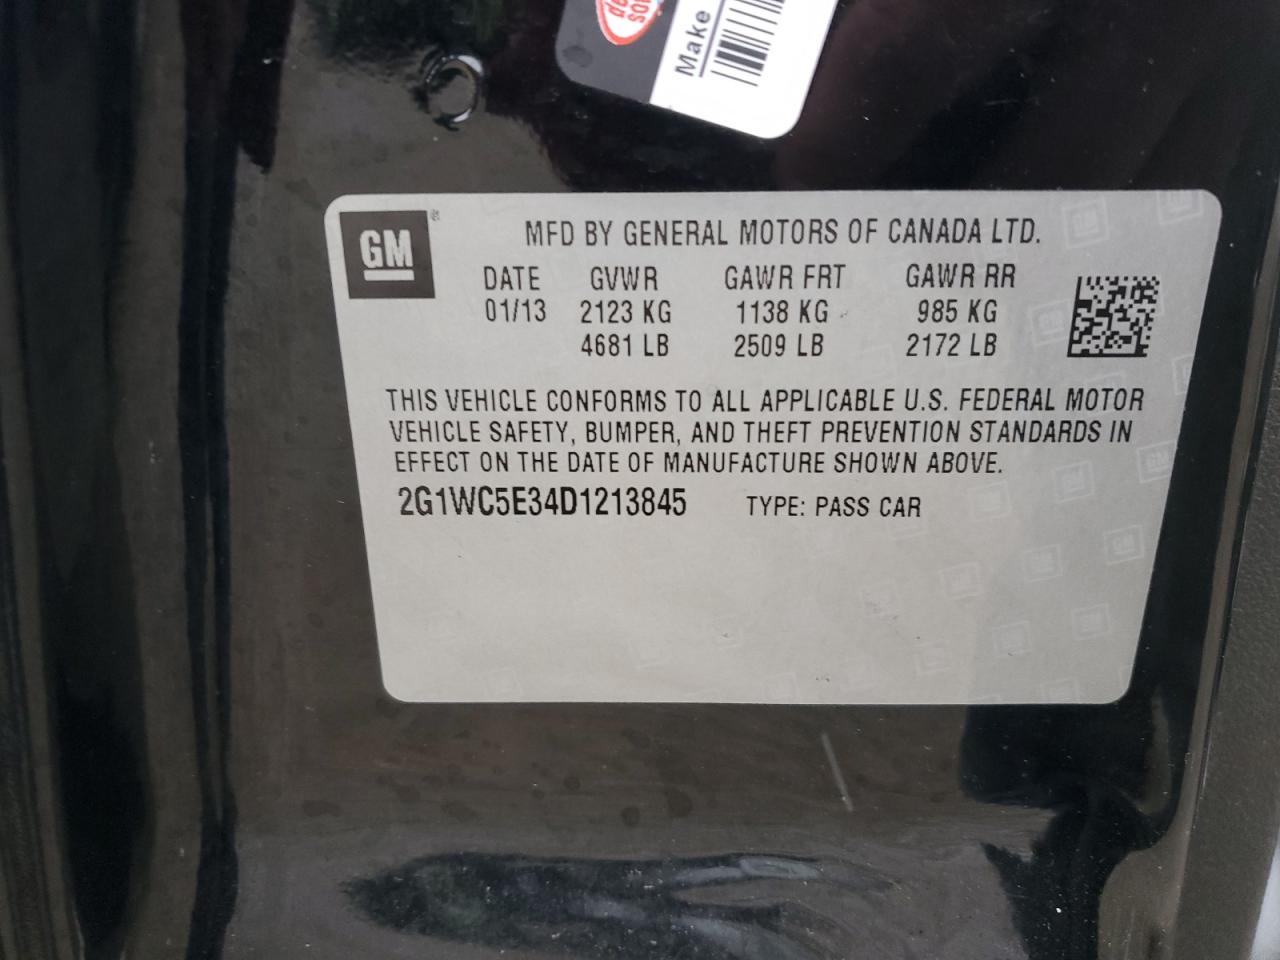 Make
GM®
MFD BY GENERAL MOTORS OF CANADA LTD.
DATE GVWR GAWR FRT GAWR RR
01/13 2123 KG 1138 KG 985 KG
4681 LB 2509 LB 2172 LB
THIS VEHICLE CONFORMS TO ALL APPLICABLE U.S. FEDERAL MOTOR
VEHICLE SAFETY, BUMPER, AND THEFT PREVENTION STANDARDS IN
EFFECT ON THE DATE OF MANUFACTURE SHOWN ABOVE.
2G1WC5E34D1213845 TYPE: PASS CAR